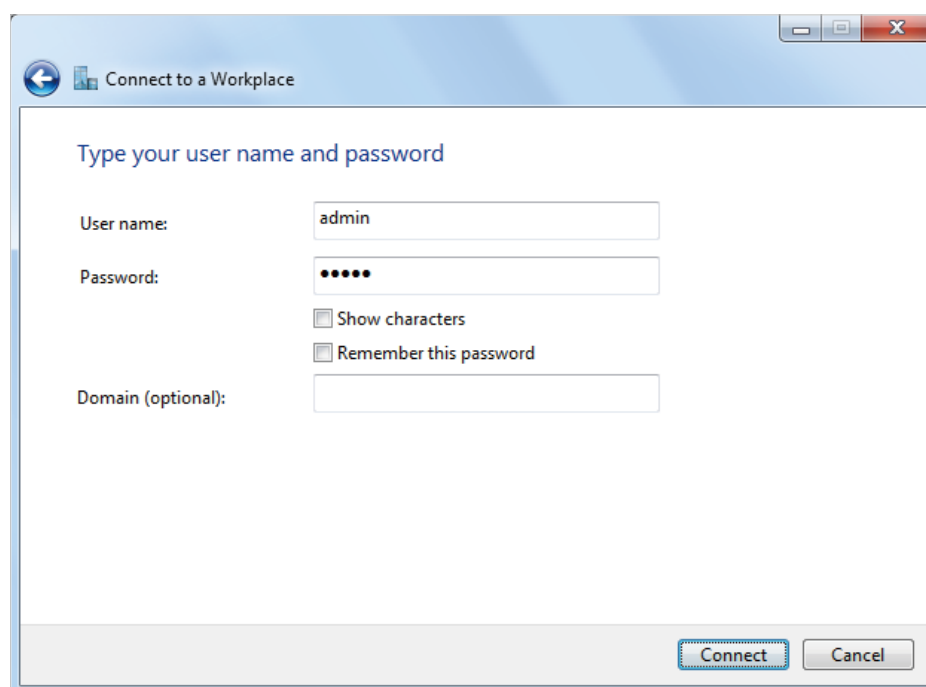 Connect to a Workplace
Type your user name and password
User name:
admin
Password:
•••••
Show characters
Remember this password
Domain (optional):
Connect
Cancel